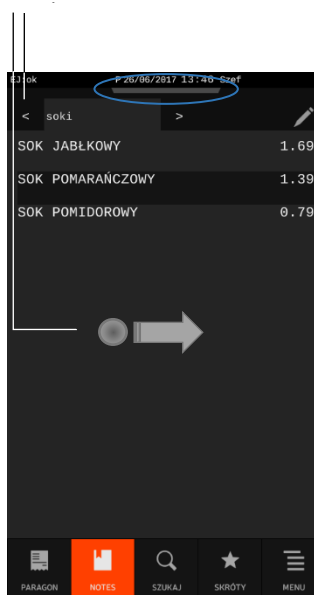 EJ:ok P 26/06/2017 13:46 Szef
< soki >
SOK JABŁKOWY 1.69
SOK POMARAŃCZOWY 1.39
SOK POMIDOROWY 0.79
PARAGON NOTES SZUKAJ SKRÓTY MENU